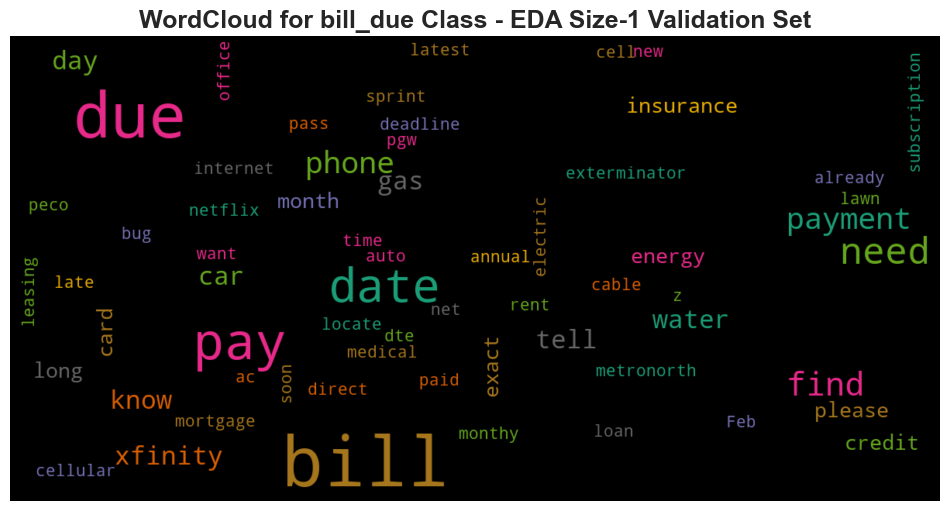 WordCloud for bill_due Class - EDA Size-1 Validation Set
day
office
latest
cell
new
due
sprint
insurance
subscription
pass
deadline
pgw
phone
internet
gas
exterminator
already
peco
netflix
month
lawn
payment
bug
want
time
auto
electric
annual
energy
need
leasing
late
car
date
cable
z
card
net
rent
locate
dte
water
pay
medical
exact
tell
long
ac
soon
direct
paid
metronorth
find
know
mortgage
please
monthy
loan
Feb
xfinity
bill
credit
cellular